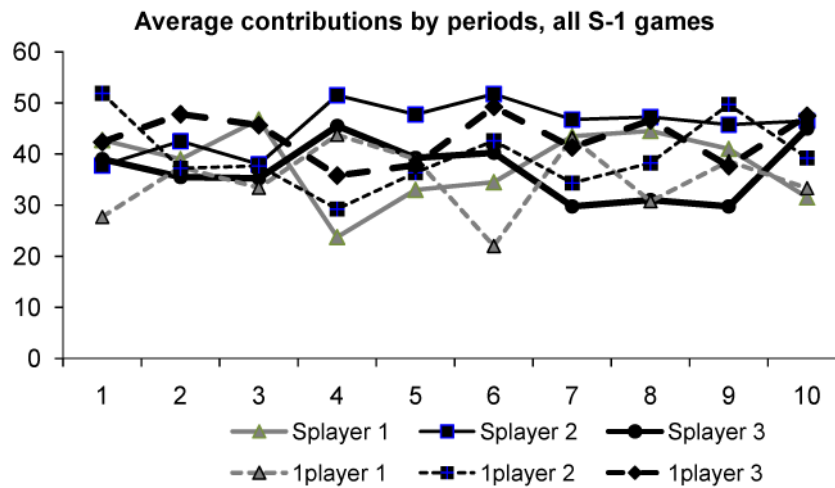 Average contributions by periods, all S-1 games
60
50
40
30
20
10
0
1 2 3 4 5 6 7 8 9 10
Splayer 1 Splayer 2 Splayer 3
1player 1 1player 2 1player 3